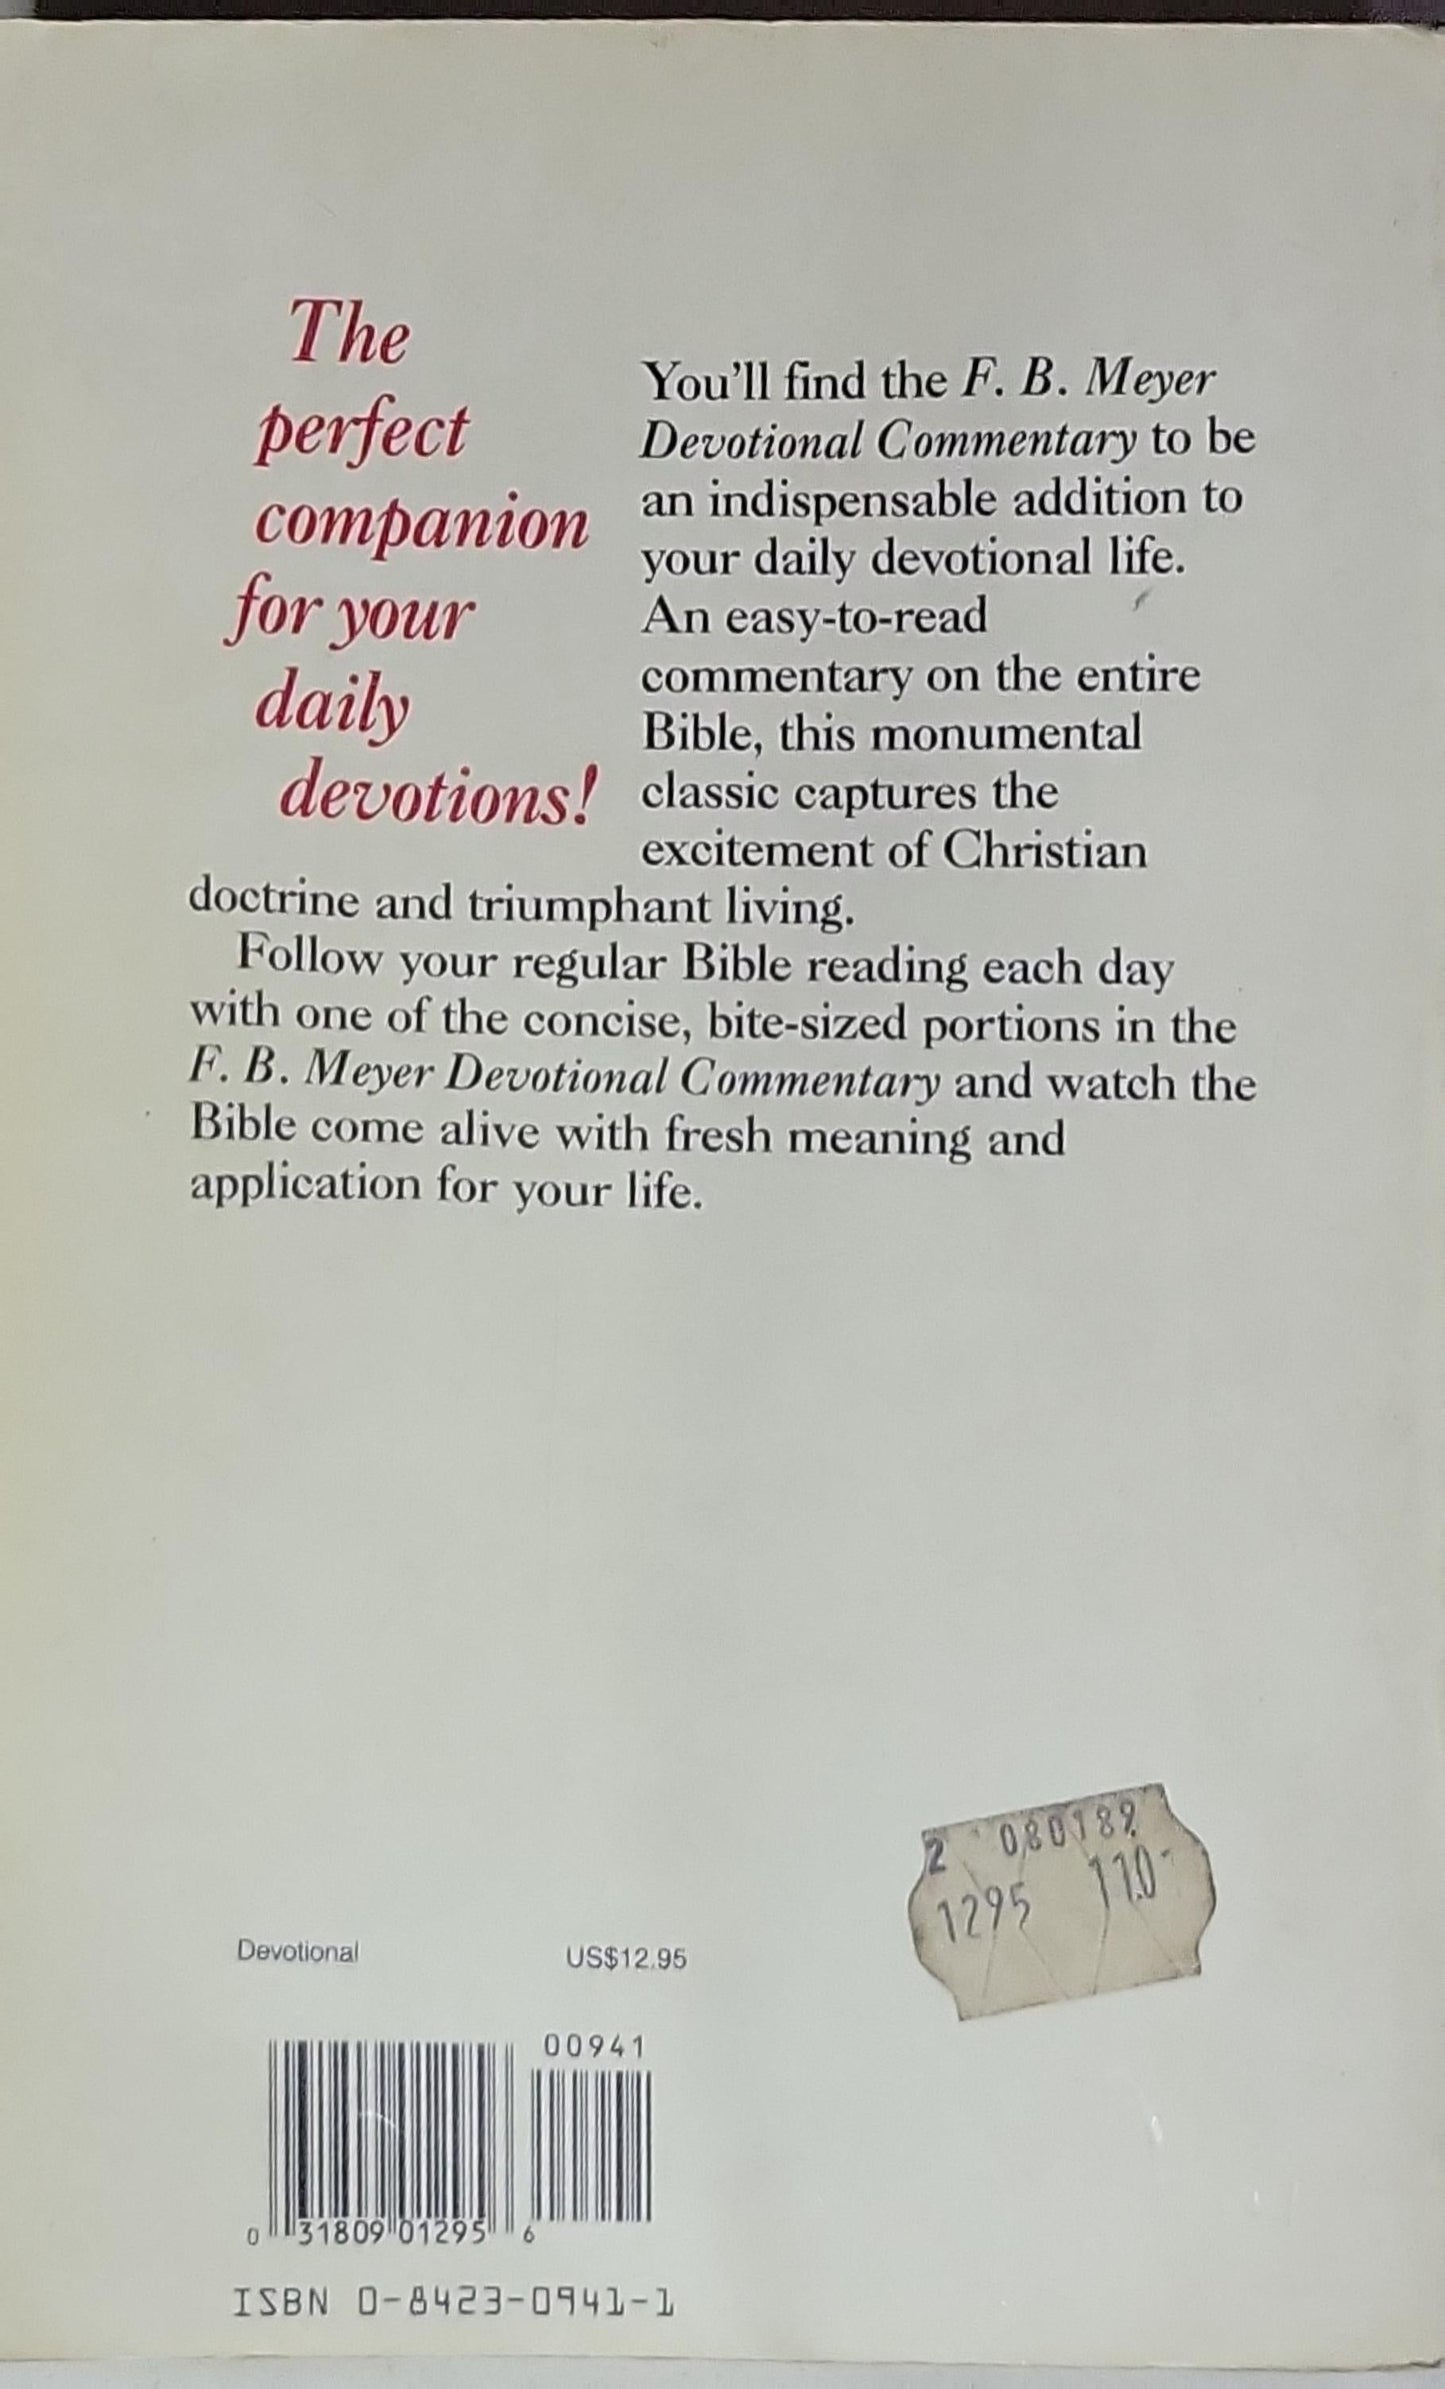 The
perfect
companion
for your
daily
devotions!
You'll find the F. B. Meyer
Devotional Commentary to be
an indispensable addition to
your daily devotional life.
An easy-to-read
commentary on the entire
Bible, this monumental
classic captures the
excitement of Christian
doctrine and triumphant living.
Follow your regular Bible reading each day
with one of the concise, bite-sized portions in the
F. B. Meyer Devotional Commentary and watch the
Bible come alive with fresh meaning and
application for your life.
2 080189
1295 110-
Devotional US$12.95
00941
0 31809 01295 6
ISBN 0-8423-0941-1